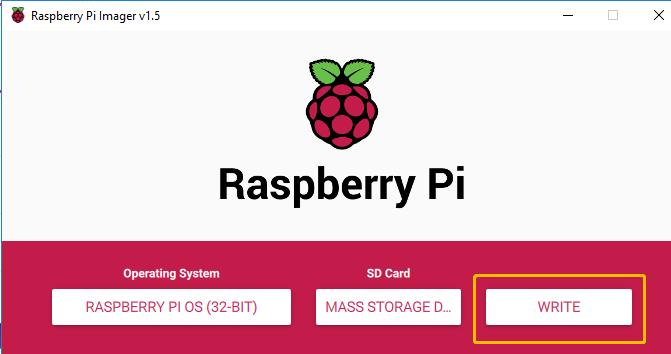 Raspberry Pi Imager v1.5
Raspberry Pi
Operating System
SD Card
RASPBERRY PI OS (32-BIT)
MASS STORAGE D...
WRITE